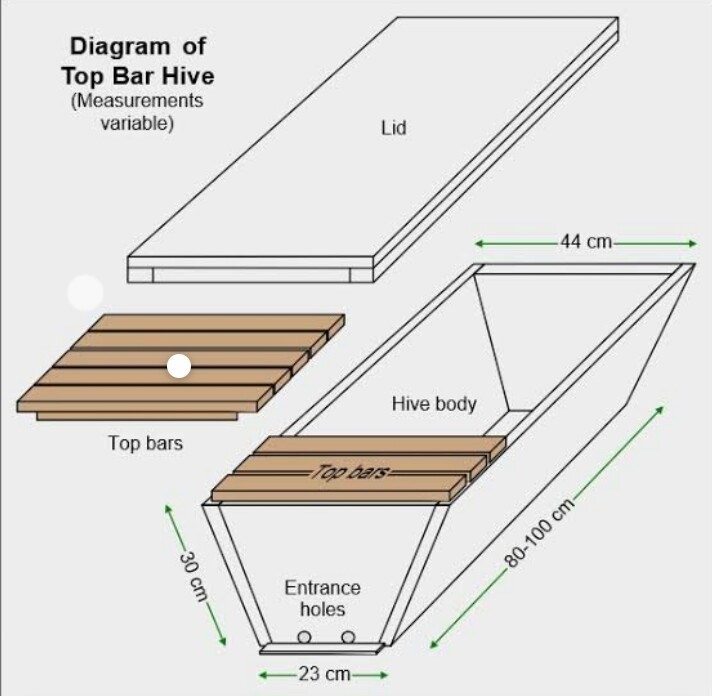 Diagram of
Top Bar Hive
(Measurements
variable)
Lid
44 cm
Hive body
Top bars
Top bars
80-100 cm
30 cm
Entrance
holes
23 cm